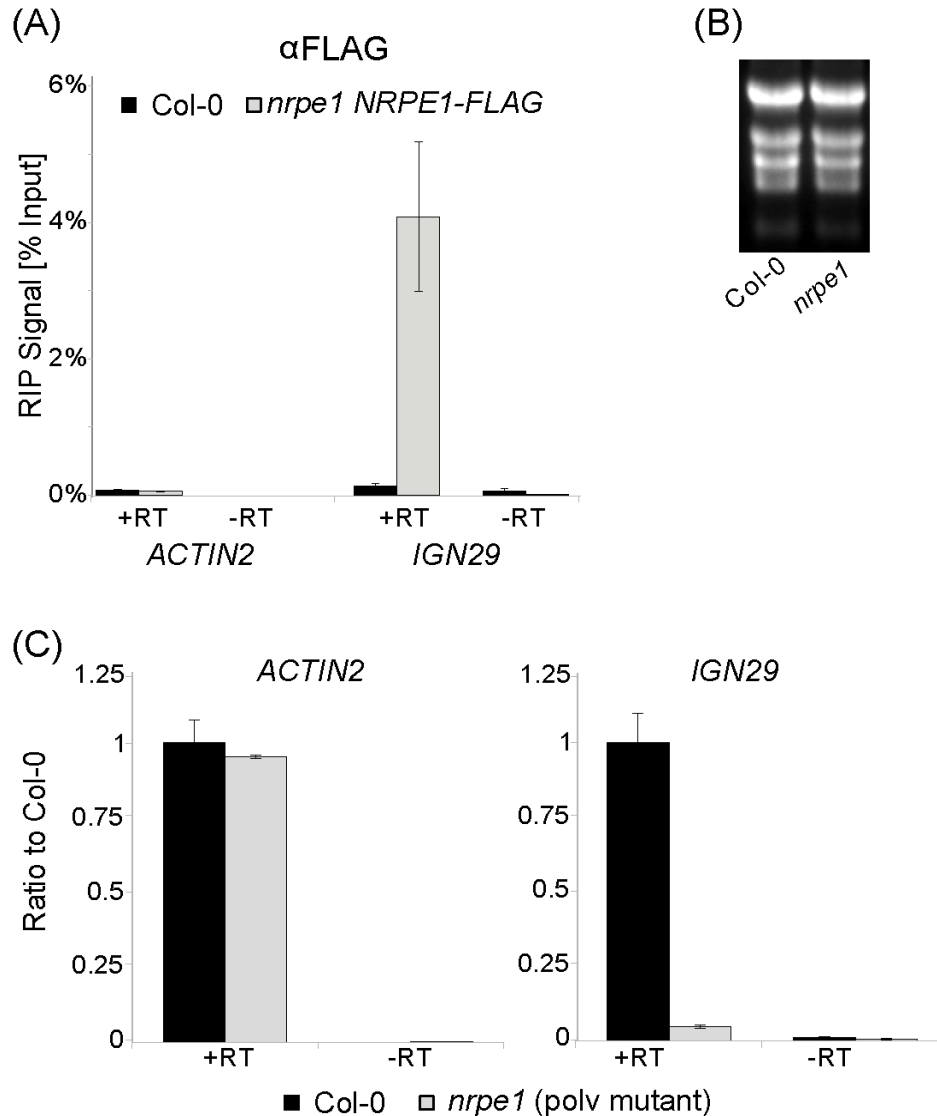 (A)
αFLAG
Col-0 nrpe1 NRPE1-FLAG
RIP Signal [% Input]
6%
4%
2%
0%
+RT -RT +RT -RT
ACTIN2 IGN29
(B)
Col-0 nrpe1
(C)
ACTIN2
Ratio to Col-0
1.25
1
0.75
0.5
0.25
0
+RT -RT
IGN29
1.25
1
0.75
0.5
0.25
0
+RT -RT
Col-0 nrpe1 (polv mutant)